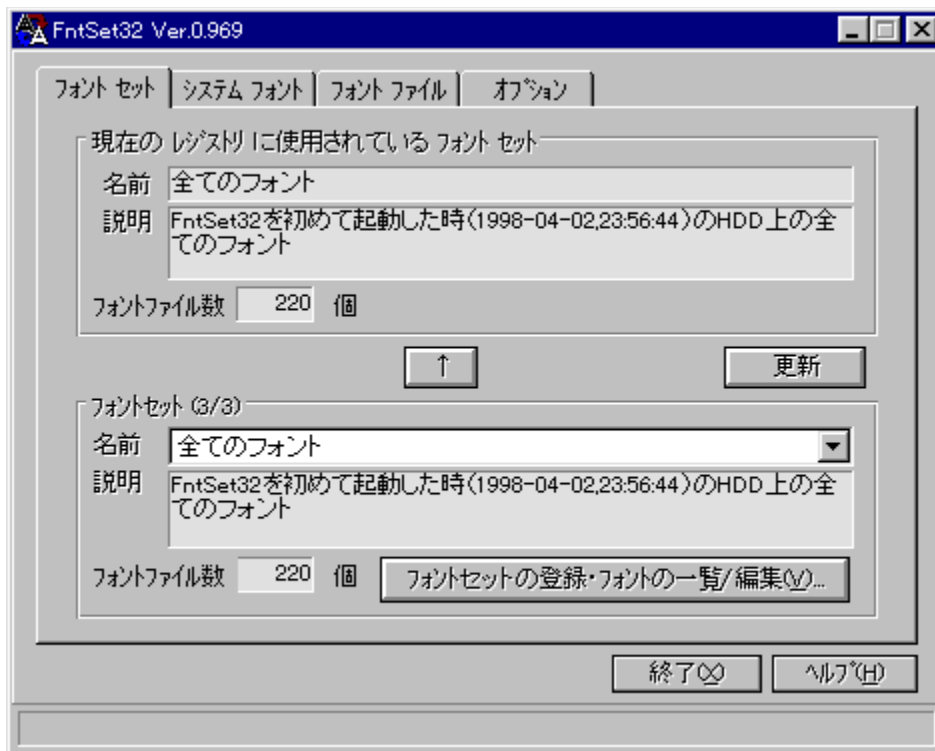 FntSet32 Ver.0.969
ﾌｫﾝﾄ ｾｯﾄ
ｼｽﾃﾑ ﾌｫﾝﾄ
ﾌｫﾝﾄ ﾌｧｲﾙ
ｵﾌﾟｼｮﾝ
現在の ﾚｼﾞｽﾄﾘ に使用されている ﾌｫﾝﾄ ｾｯﾄ
名前 全てのフォント
説明 FntSet32を初めて起動した時(1998-04-02,23:56:44)のHDD上の全
てのフォント
ﾌｫﾝﾄﾌｧｲﾙ数 220 個
↑
更新
ﾌｫﾝﾄｾｯﾄ (3/3)
名前 全てのフォント
説明 FntSet32を初めて起動した時(1998-04-02,23:56:44)のHDD上の全
てのフォント
ﾌｫﾝﾄﾌｧｲﾙ数 220 個
ﾌｫﾝﾄｾｯﾄの登録・ﾌｫﾝﾄの一覧/編集(V)...
終了(X)
ﾍﾙﾌﾟ(H)